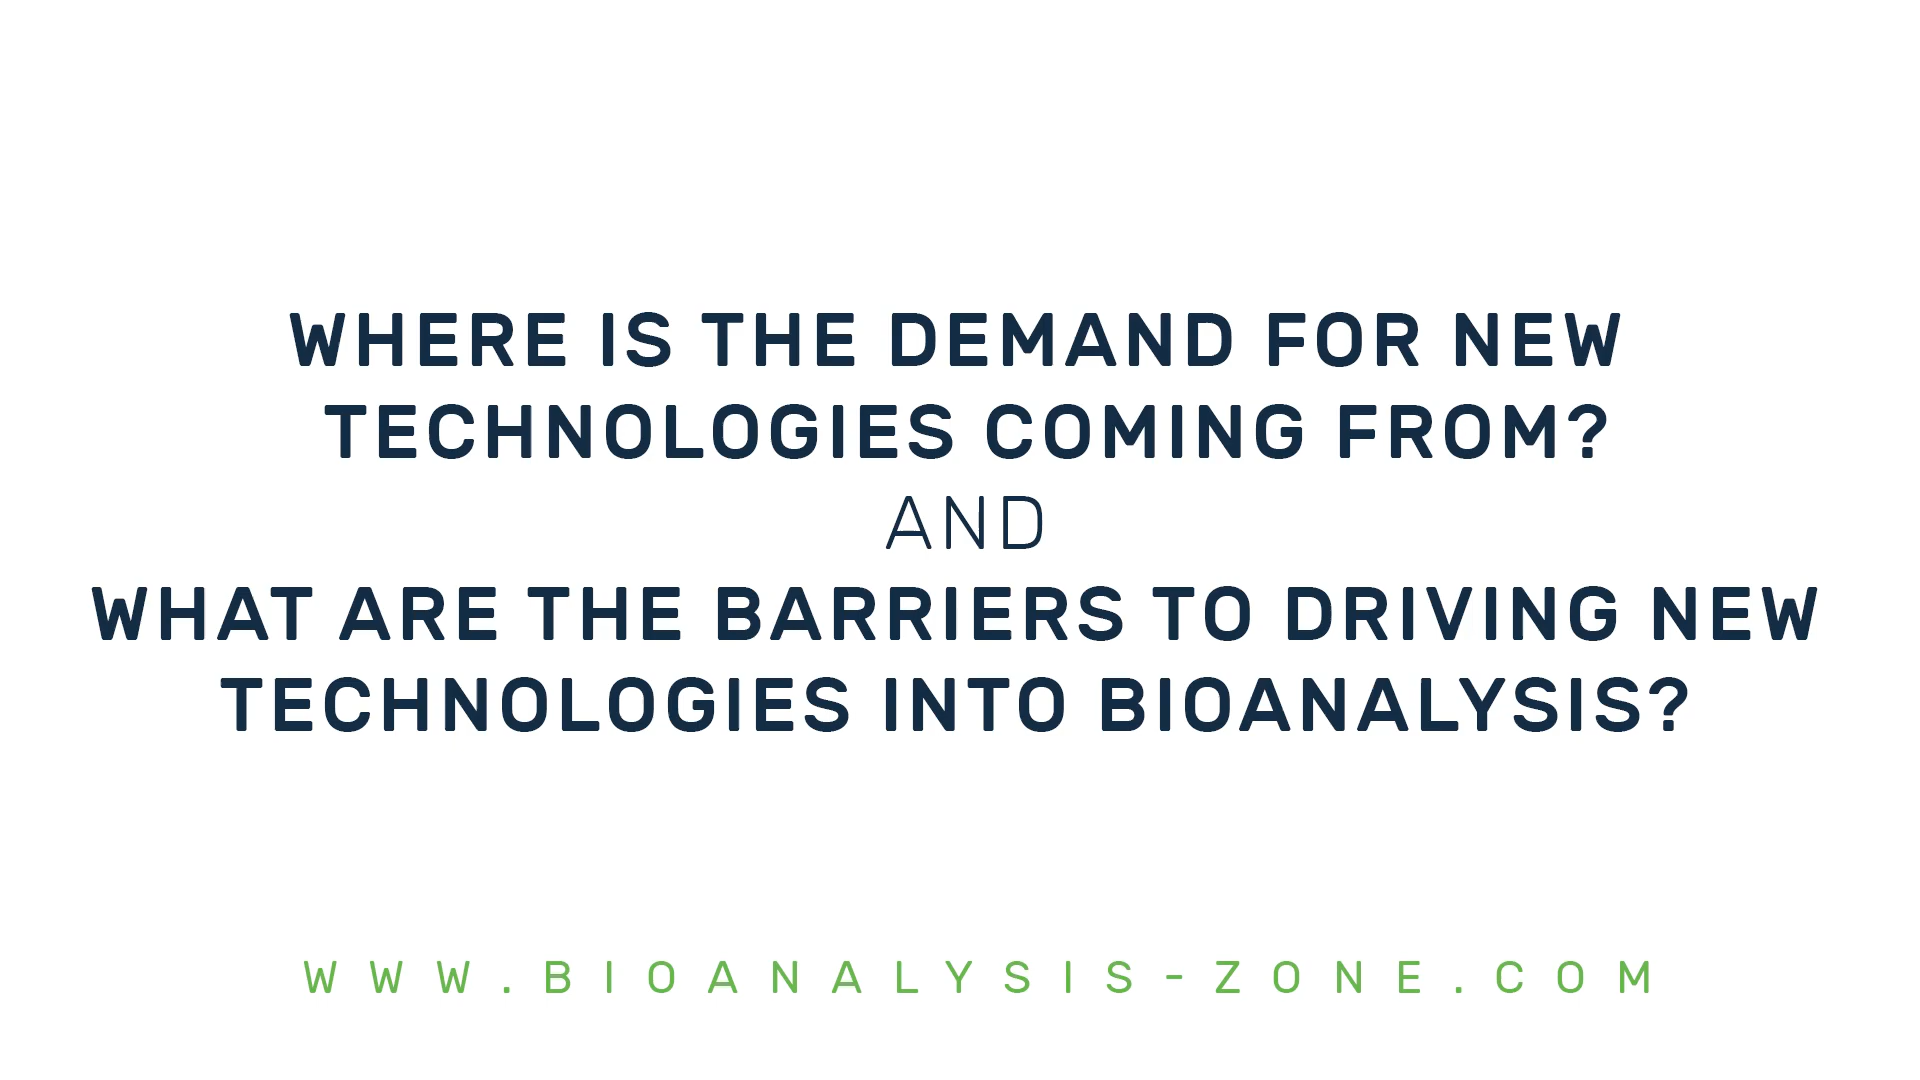 WHERE IS THE DEMAND FOR NEW
TECHNOLOGIES COMING FROM?
AND
WHAT ARE THE BARRIERS TO DRIVING NEW
TECHNOLOGIES INTO BIOANALYSIS?
WWW.BIOANALYSIS-ZONE.COM